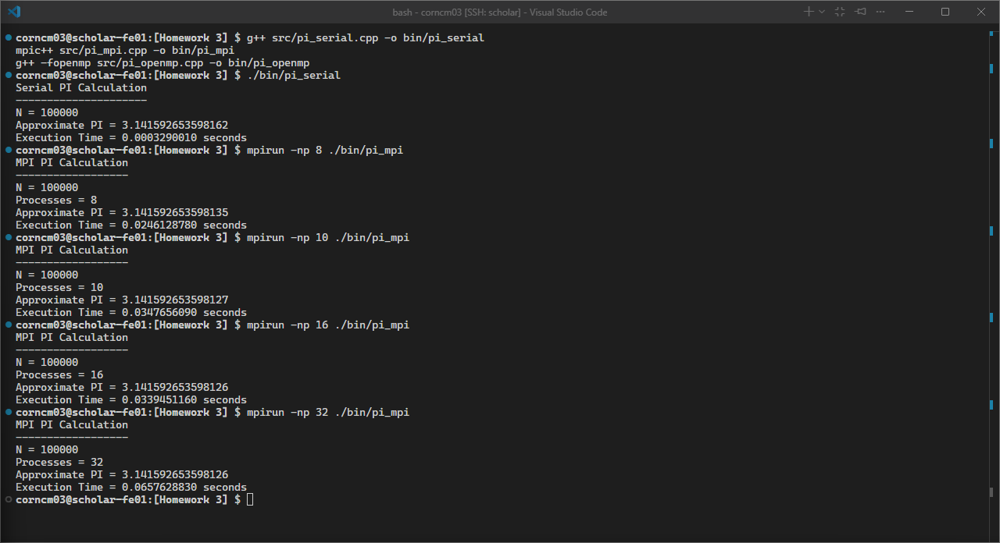 bash - corncm03 [SSH: scholar] - Visual Studio Code
corncm03@scholar-fe01:[Homework 3] $ g++ src/pi_serial.cpp -o bin/pi_serial
mpic++ src/pi_mpi.cpp -o bin/pi_mpi
g++ -fopenmp src/pi_openmp.cpp -o bin/pi_openmp
corncm03@scholar-fe01:[Homework 3] $ ./bin/pi_serial
Serial PI Calculation
---------------------
N = 100000
Approximate PI = 3.141592653598162
Execution Time = 0.0003290010 seconds
corncm03@scholar-fe01:[Homework 3] $ mpirun -np 8 ./bin/pi_mpi
MPI PI Calculation
------------------
N = 100000
Processes = 8
Approximate PI = 3.141592653598135
Execution Time = 0.0246128780 seconds
corncm03@scholar-fe01:[Homework 3] $ mpirun -np 10 ./bin/pi_mpi
MPI PI Calculation
------------------
N = 100000
Processes = 10
Approximate PI = 3.141592653598127
Execution Time = 0.0347656090 seconds
corncm03@scholar-fe01:[Homework 3] $ mpirun -np 16 ./bin/pi_mpi
MPI PI Calculation
------------------
N = 100000
Processes = 16
Approximate PI = 3.141592653598126
Execution Time = 0.0339451160 seconds
corncm03@scholar-fe01:[Homework 3] $ mpirun -np 32 ./bin/pi_mpi
MPI PI Calculation
------------------
N = 100000
Processes = 32
Approximate PI = 3.141592653598126
Execution Time = 0.0657628830 seconds
corncm03@scholar-fe01:[Homework 3] $